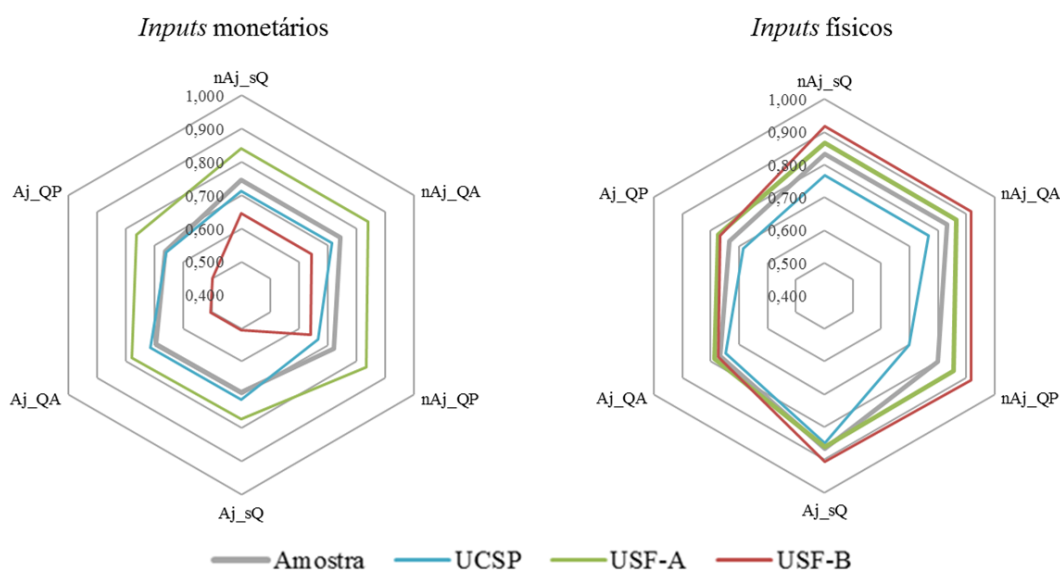 Inputs monetários
nAj_sQ
1,000
0,900
0,800
0,700
0,600
0,500
0,400
nAj_QA
nAj_QP
Aj_sQ
Aj_QA
Aj_QP
Inputs físicos
nAj_sQ
1,000
0,900
0,800
0,700
0,600
0,500
0,400
nAj_QA
nAj_QP
Aj_sQ
Aj_QA
Aj_QP
Amostra UCSP USF-A USF-B